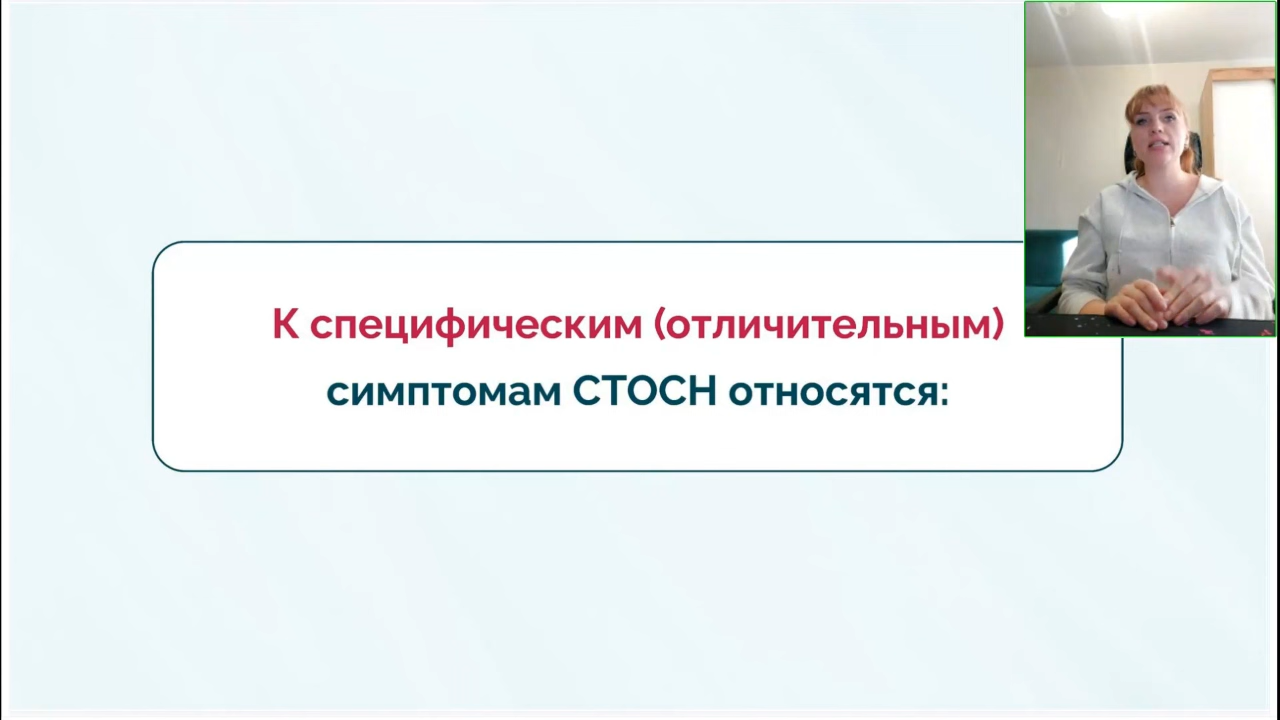 К специфическим (отличительным)
симптомам СТОСН относятся: